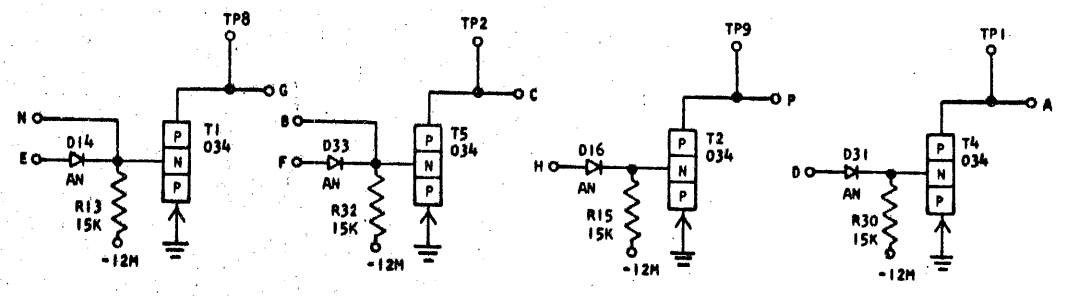 TP8
G
N
D14
E
AN
P
N
P
T1
034
R13
15K
-12M
TP2
C
B
D33
F
AN
P
N
P
T5
034
R32
15K
-12M
TP9
P
D16
H
AN
P
N
P
T2
034
R15
15K
-12M
TP1
A
D31
D
AN
P
N
P
T4
034
R30
15K
-12M